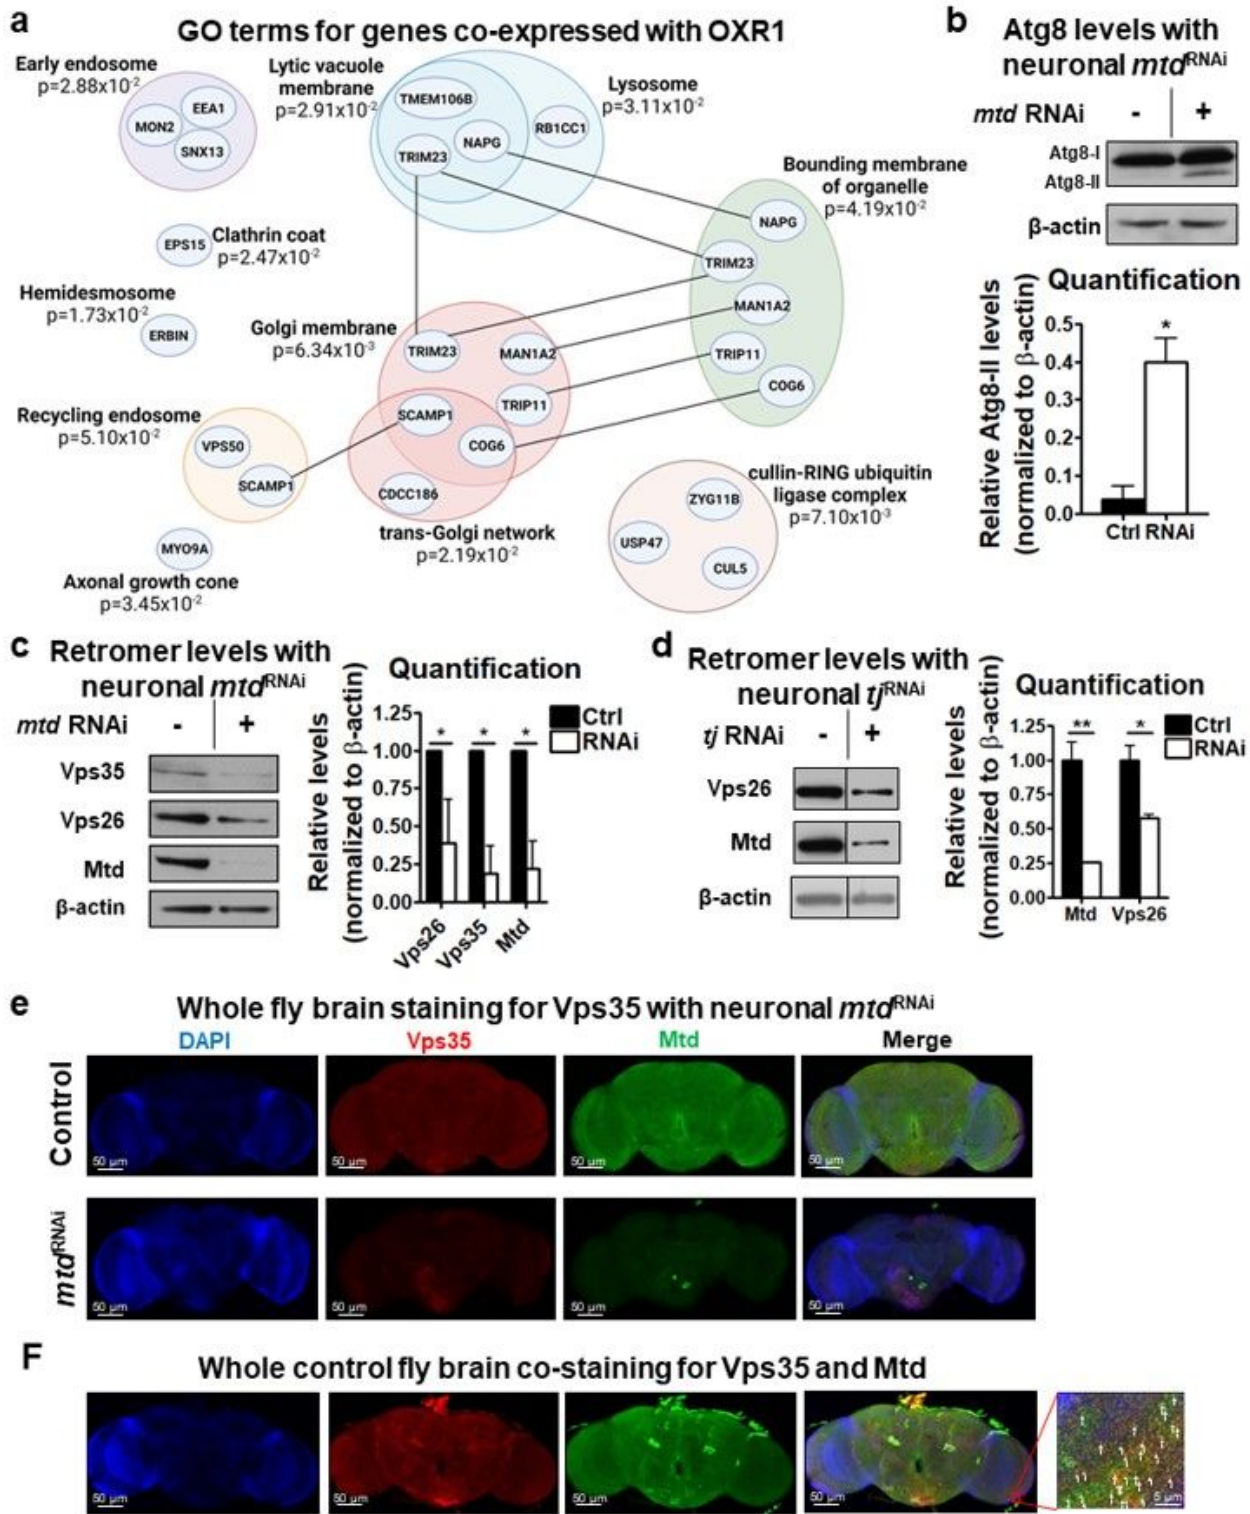 a
GO terms for genes co-expressed with OXR1
Early endosome
p=2.88x10-2
MON2
EEA1
SNX13
Lytic vacuole
membrane
p=2.91x10-2
TMEM106B
NAPG
TRIM23
RB1CC1
Lysosome
p=3.11x10-2
Bounding membrane
of organelle
p=4.19x10-2
NAPG
TRIM23
MAN1A2
TRIP11
COG6
EPS15
Clathrin coat
p=2.47x10-2
Hemidesmosome
p=1.73x10-2
ERBIN
Golgi membrane
p=6.34x10-3
TRIM23
MAN1A2
TRIP11
SCAMP1
COG6
CDCC186
trans-Golgi network
p=2.19x10-2
Recycling endosome
p=5.10x10-2
VPS50
SCAMP1
MYO9A
Axonal growth cone
p=3.45x10-2
cullin-RING ubiquitin
ligase complex
p=7.10x10-3
ZYG11B
USP47
CUL5
b
Atg8 levels with
neuronal mtdRNAi
mtd RNAi - +
Atg8-I
Atg8-II
β-actin
Quantification
Relative Atg8-II levels
(normalized to β-actin)
0.5
0.4
0.3
0.2
0.1
0.0
*
Ctrl RNAi
c
Retromer levels with
neuronal mtdRNAi
mtd RNAi - +
Vps35
Vps26
Mtd
β-actin
Quantification
Relative levels
(normalized to β-actin)
1.25
1.00
0.75
0.50
0.25
0.00
* * *
Ctrl
RNAi
Vps26
Vps35
Mtd
d
Retromer levels with
neuronal tjRNAi
tj RNAi - +
Vps26
Mtd
β-actin
Quantification
Relative levels
(normalized to β-actin)
1.25
1.00
0.75
0.50
0.25
0.00
** *
Ctrl
RNAi
Mtd Vps26
e
Whole fly brain staining for Vps35 with neuronal mtdRNAi
DAPI Vps35 Mtd Merge
Control
50 μm 50 μm 50 μm 50 μm
mtdRNAi
50 μm 50 μm 50 μm 50 μm
F
Whole control fly brain co-staining for Vps35 and Mtd
50 μm 50 μm 50 μm 50 μm 5 μm